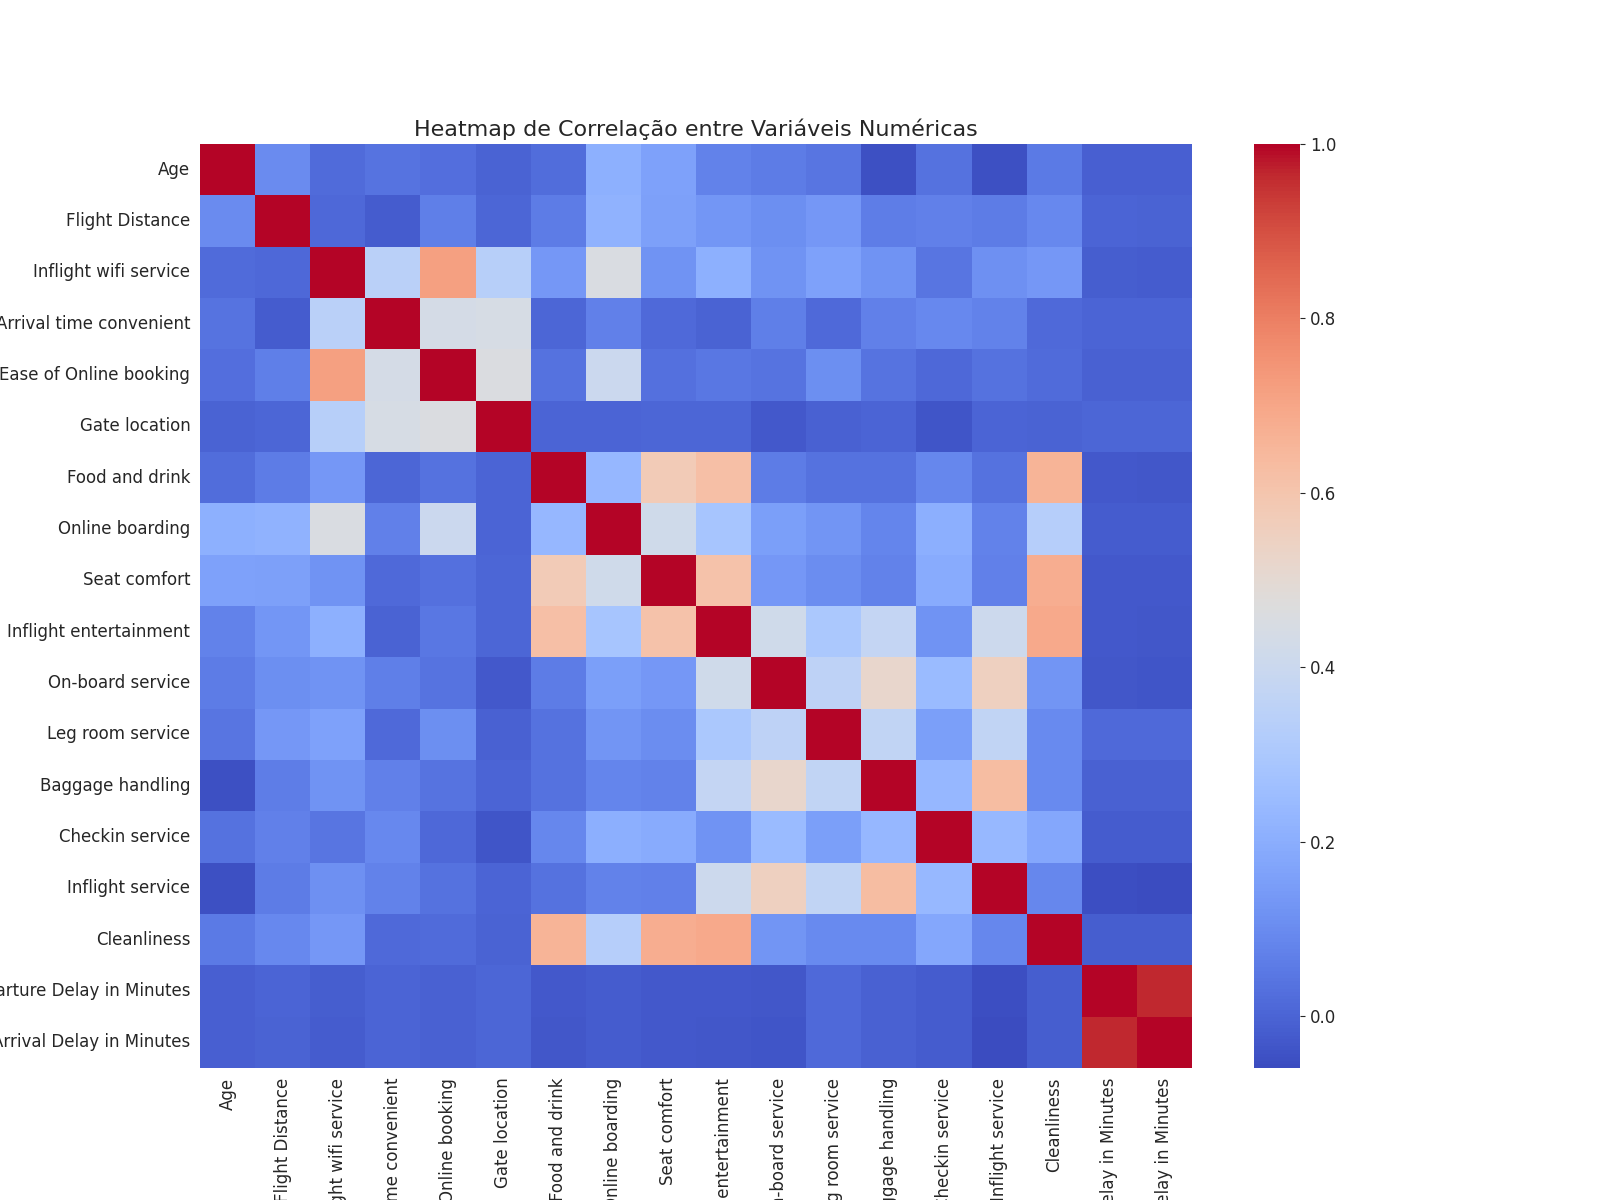 Heatmap de Correlação entre Variáveis Numéricas
Age
Flight Distance
Inflight wifi service
Arrival time convenient
Ease of Online booking
Gate location
Food and drink
Online boarding
Seat comfort
Inflight entertainment
On-board service
Leg room service
Baggage handling
Checkin service
Inflight service
Cleanliness
arture Delay in Minutes
Arrival Delay in Minutes
Age
Flight Distance
ght wifi service
me convenient
Online booking
Gate location
Food and drink
Online boarding
Seat comfort
entertainment
n-board service
g room service
ggage handling
Checkin service
Inflight service
Cleanliness
elay in Minutes
elay in Minutes
1.0
0.8
0.6
0.4
0.2
0.0